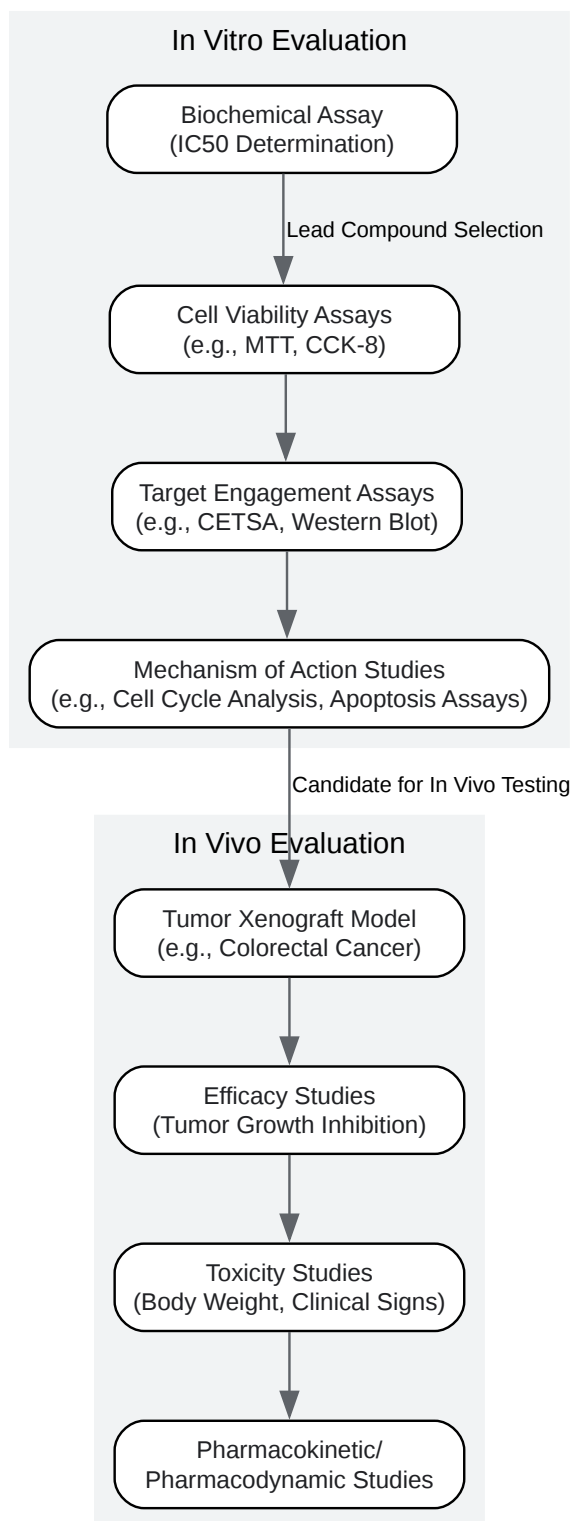 In Vitro Evaluation
Biochemical Assay
(IC50 Determination)
Lead Compound Selection
Cell Viability Assays
(e.g., MTT, CCK-8)
Target Engagement Assays
(e.g., CETSA, Western Blot)
Mechanism of Action Studies
(e.g., Cell Cycle Analysis, Apoptosis Assays)
Candidate for In Vivo Testing
In Vivo Evaluation
Tumor Xenograft Model
(e.g., Colorectal Cancer)
Efficacy Studies
(Tumor Growth Inhibition)
Toxicity Studies
(Body Weight, Clinical Signs)
Pharmacokinetic/
Pharmacodynamic Studies